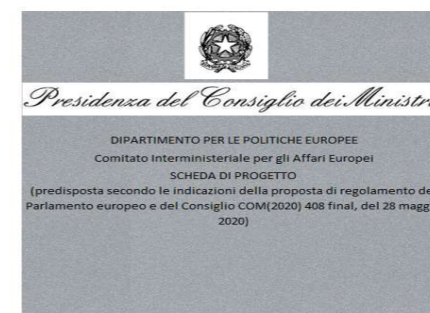 Presidenza del Consiglio dei Ministri
DIPARTIMENTO PER LE POLITICHE EUROPEE
Comitato Interministeriale per gli Affari Europei
SCHEDA DI PROGETTO
(predisposta secondo le indicazioni della proposta di regolamento de
Parlamento europeo e del Consiglio COM(2020) 408 final, del 28 magg
2020)